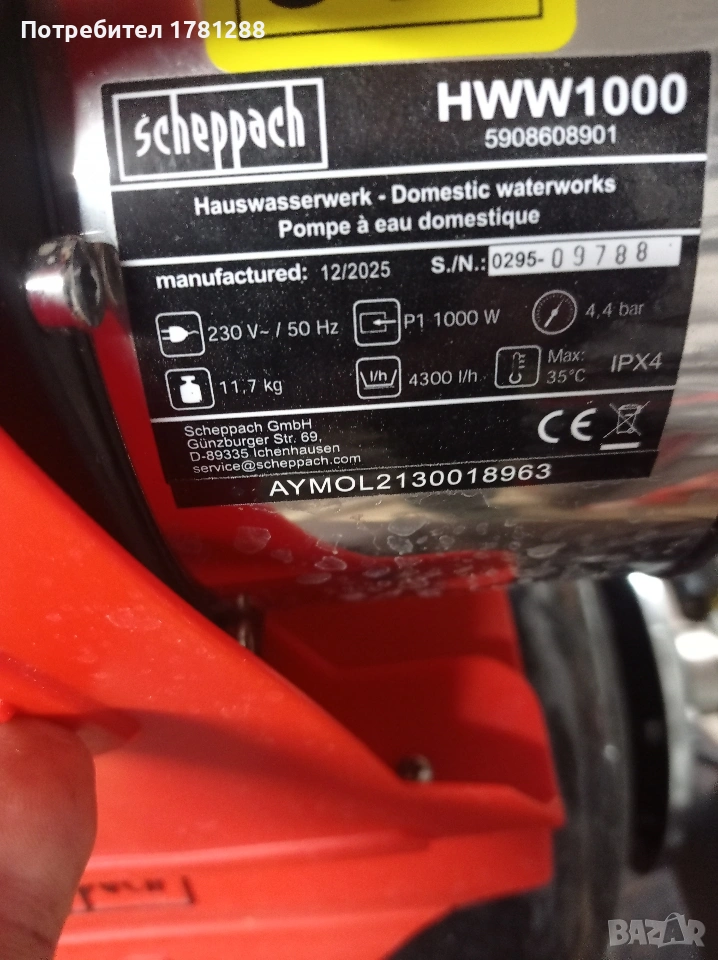 Потребител 1781288
scheppach
HWW1000
5908608901
Hauswasserwerk - Domestic waterworks
Pompe à eau domestique
manufactured: 12/2025 S./N.: 0295-09788
230 V~ / 50 Hz P1 1000 W 4,4 bar
11,7 kg l/h 4300 l/h Max: 35°C IPX4
Scheppach GmbH
Günzburger Str. 69,
D-89335 Ichenhausen
service@scheppach.com
CE
AYMOL2130018963
BAZAR